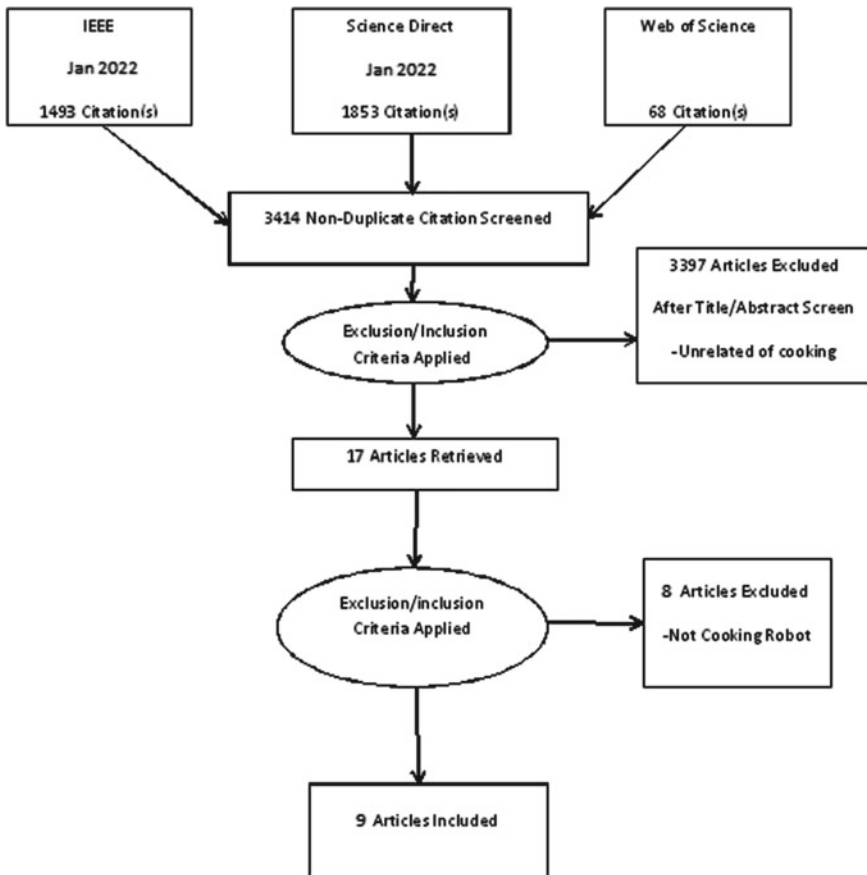 IEEE
Jan 2022
1493 Citation(s)
Science Direct
Jan 2022
1853 Citation(s)
Web of Science
68 Citation(s)
3414 Non-Duplicate Citation Screened
3397 Articles Excluded
After Title/Abstract Screen
-Unrelated of cooking
Exclusion/Inclusion
Criteria Applied
17 Articles Retrieved
Exclusion/inclusion
Criteria Applied
8 Articles Excluded
-Not Cooking Robot
9 Articles Included